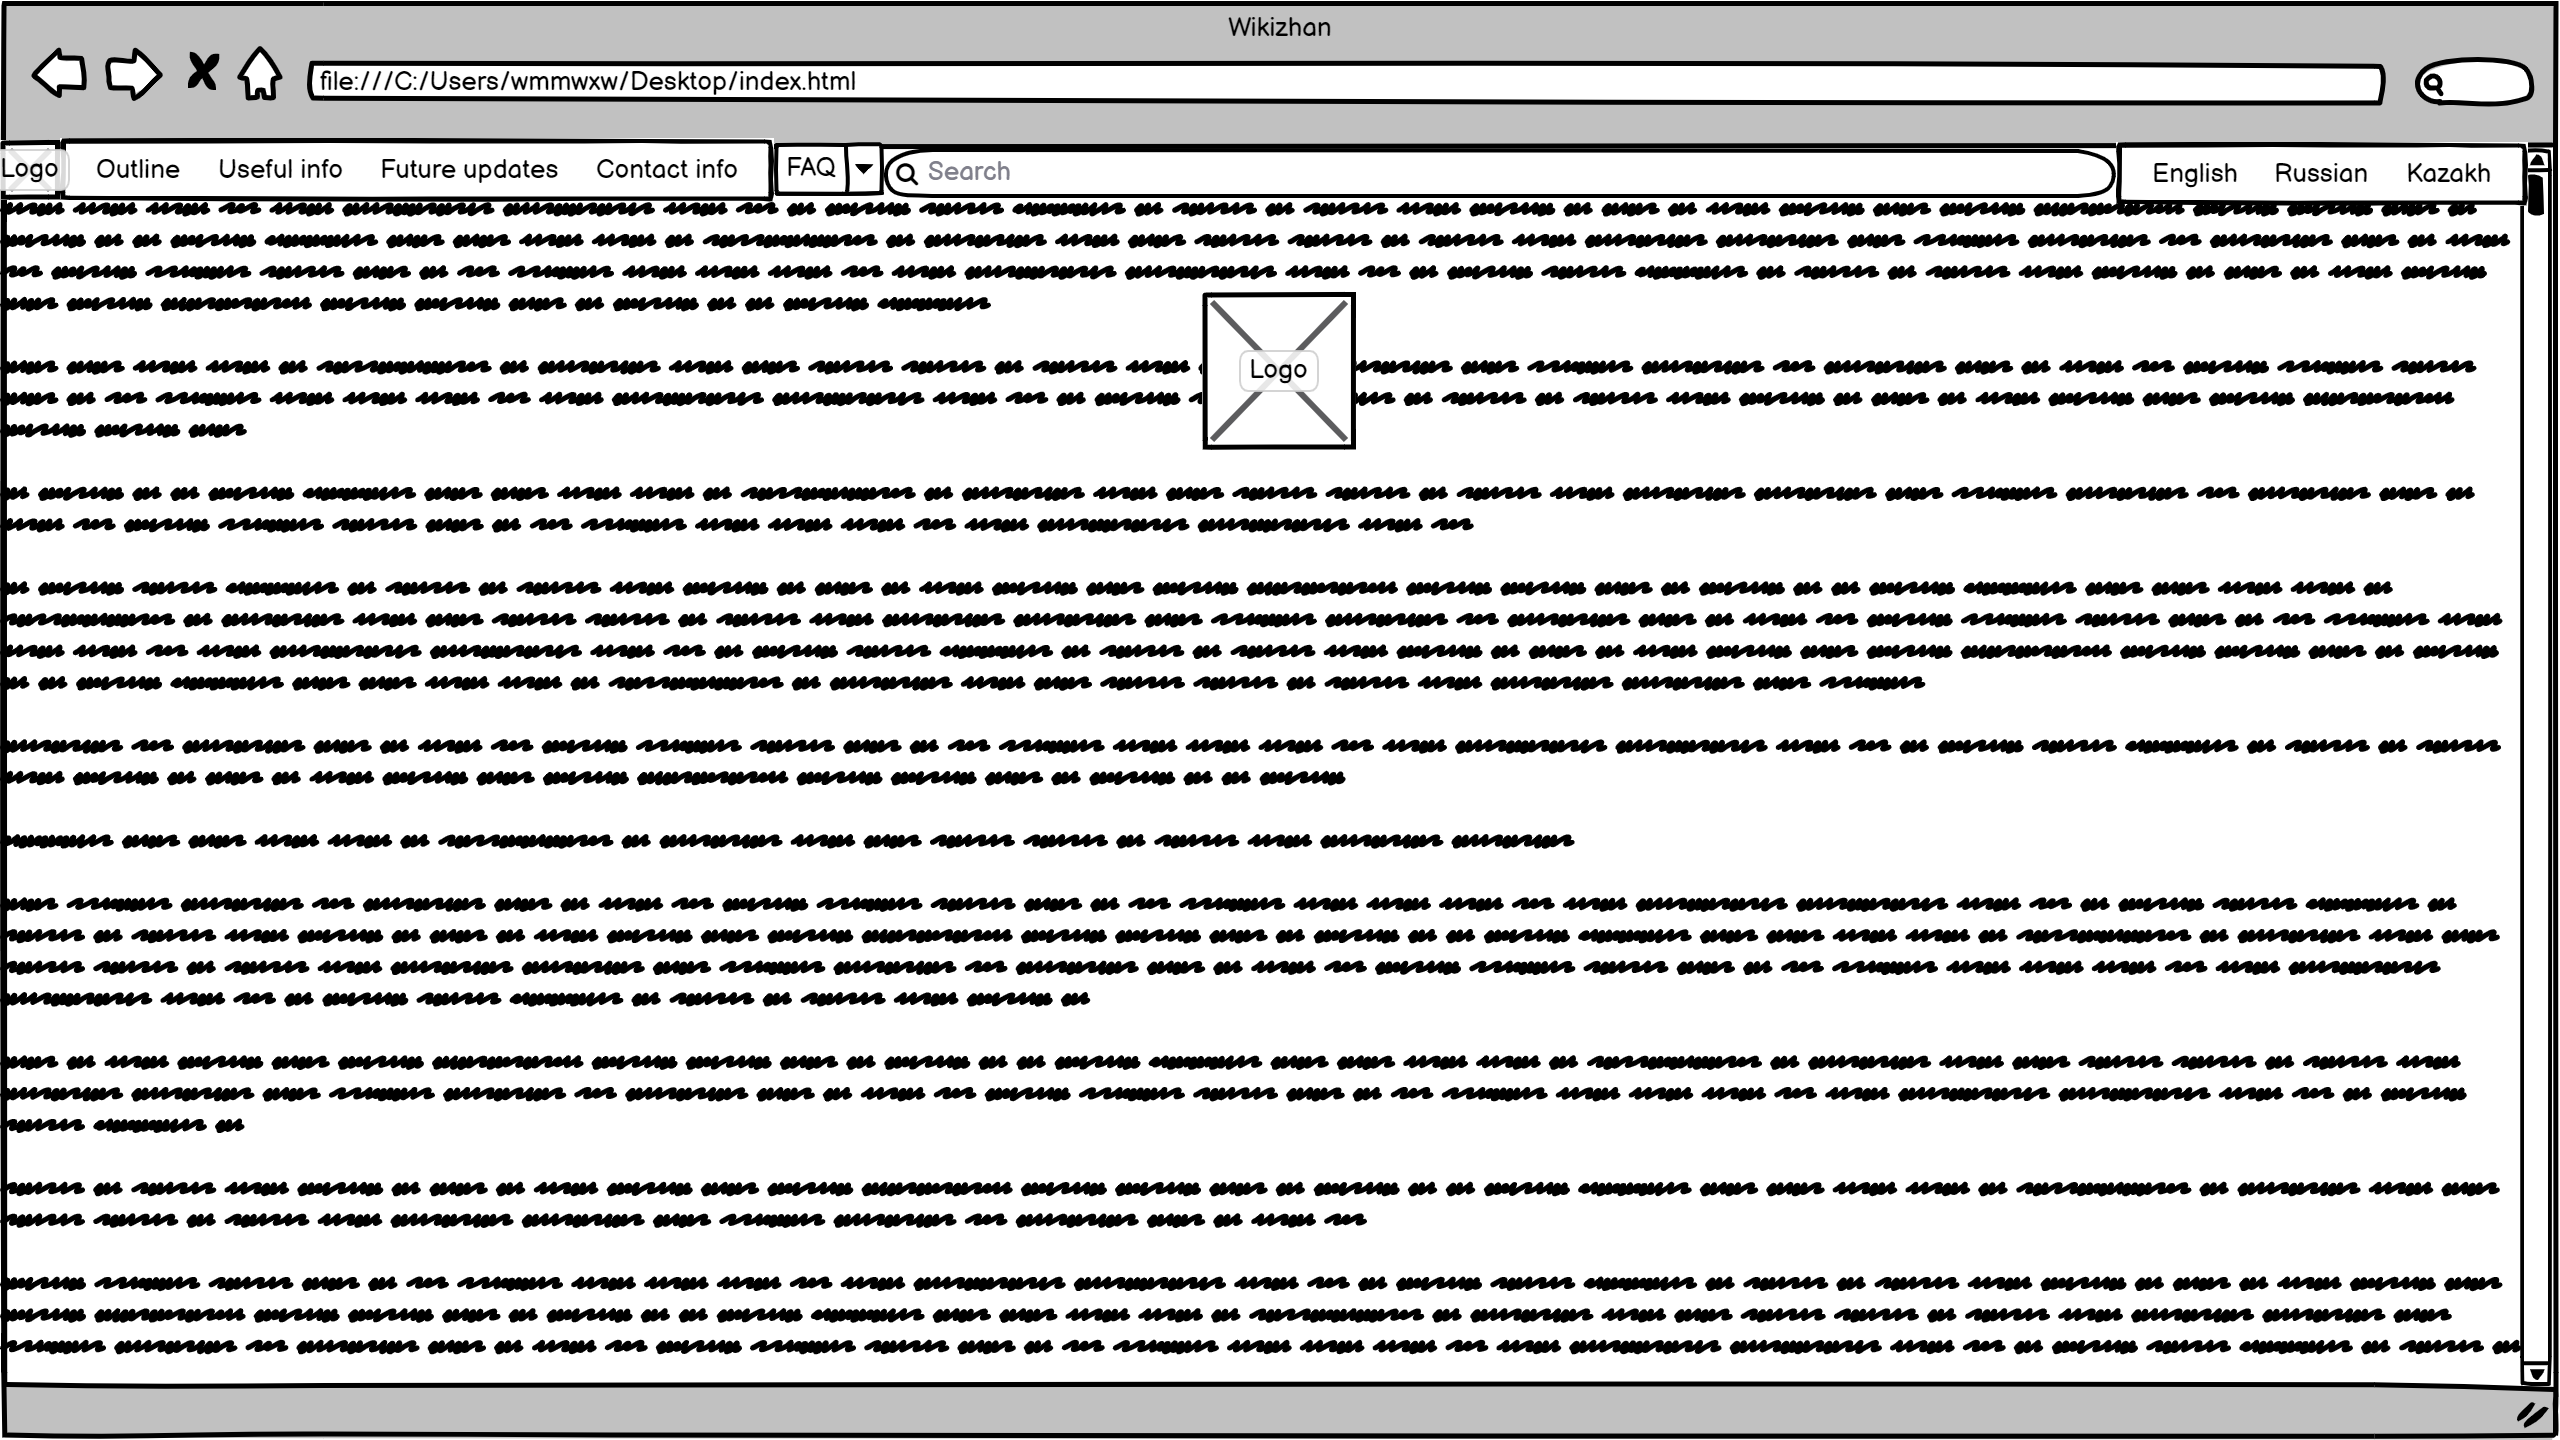 Wikizhan
file:///C:/Users/wmmwxw/Desktop/index.html
Logo Outline Useful info Future updates Contact info FAQ Search English Russian Kazakh
Logo